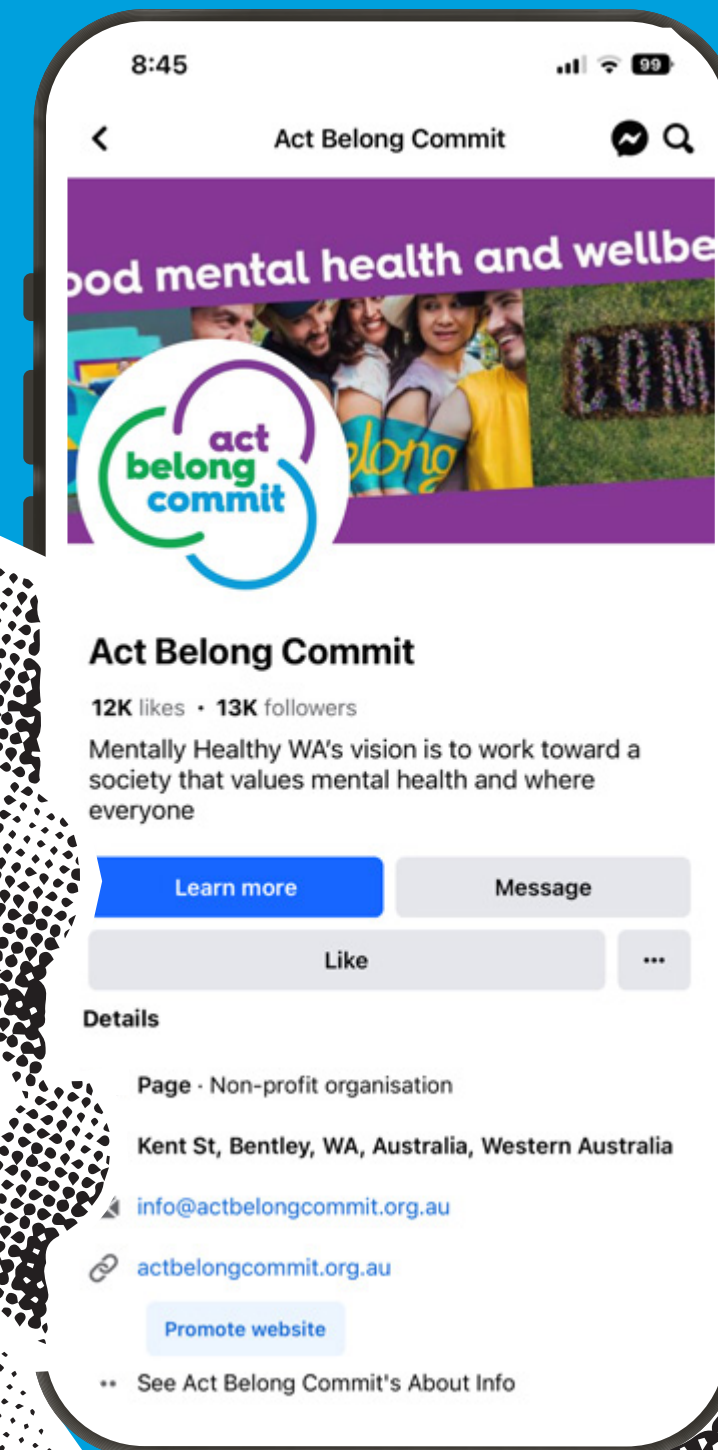 8:45
99
Act Belong Commit
ood mental health and wellbe
elong
COM
act
belong
commit
Act Belong Commit
12K likes • 13K followers
Mentally Healthy WA's vision is to work toward a
society that values mental health and where
everyone
Learn more
Message
Like
Details
Page · Non-profit organisation
Kent St, Bentley, WA, Australia, Western Australia
info@actbelongcommit.org.au
actbelongcommit.org.au
Promote website
See Act Belong Commit's About Info